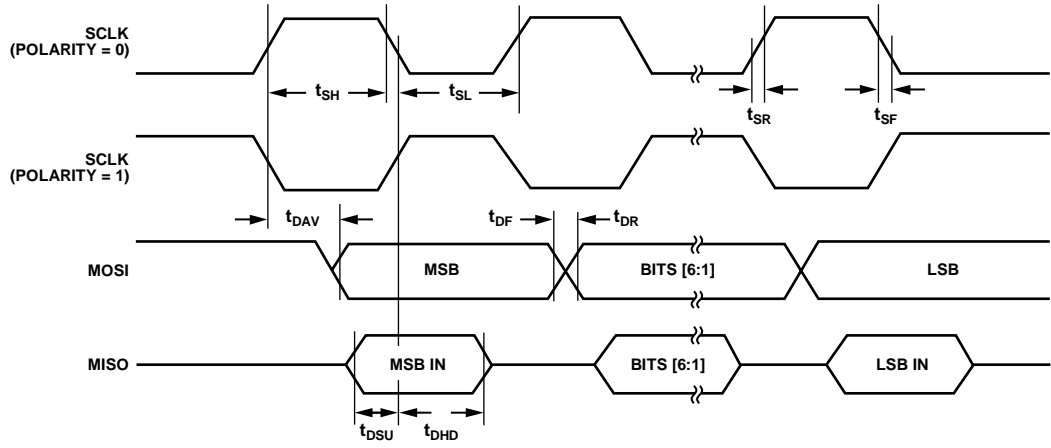 SCLK
(POLARITY = 0)
tSH
tSL
tSR
tSF
SCLK
(POLARITY = 1)
tDAV
tDF
tDR
MOSI
MSB
BITS [6:1]
LSB
MISO
MSB IN
BITS [6:1]
LSB IN
tDSU
tDHD